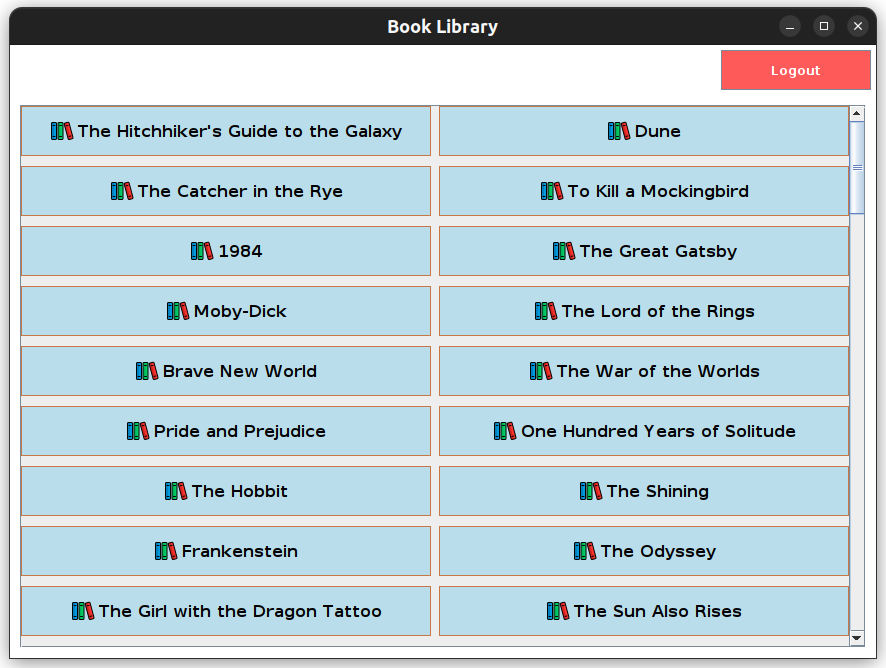 Book Library
Logout
The Hitchhiker's Guide to the Galaxy
Dune
The Catcher in the Rye
To Kill a Mockingbird
1984
The Great Gatsby
Moby-Dick
The Lord of the Rings
Brave New World
The War of the Worlds
Pride and Prejudice
One Hundred Years of Solitude
The Hobbit
The Shining
Frankenstein
The Odyssey
The Girl with the Dragon Tattoo
The Sun Also Rises